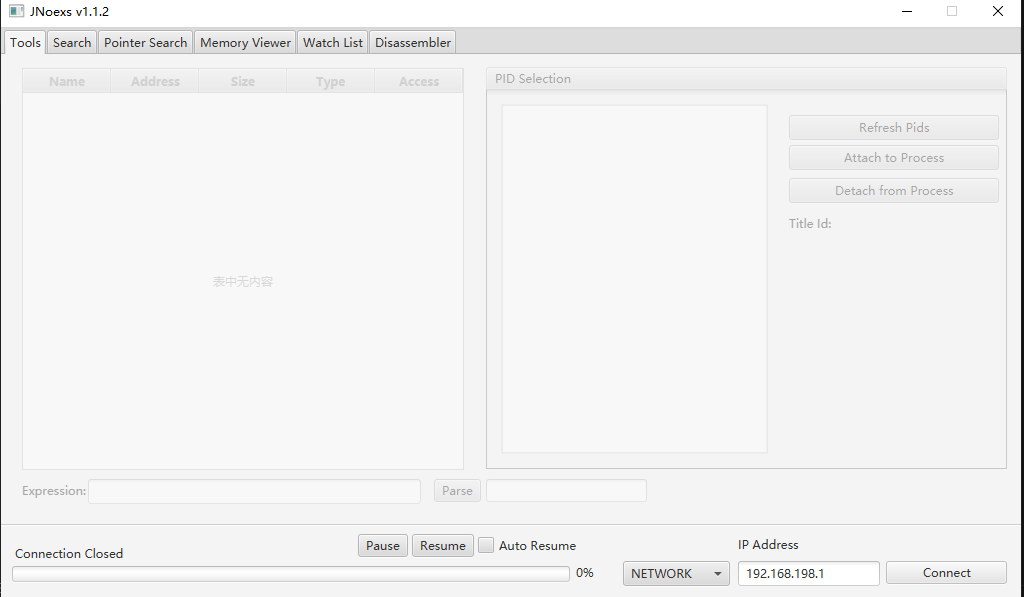 JNoexs v1.1.2
Tools Search Pointer Search Memory Viewer Watch List Disassembler
Name Address Size Type Access
表中无内容
PID Selection
Refresh Pids
Attach to Process
Detach from Process
Title Id:
Expression: Parse
Connection Closed
Pause Resume Auto Resume
0%
IP Address
NETWORK 192.168.198.1 Connect